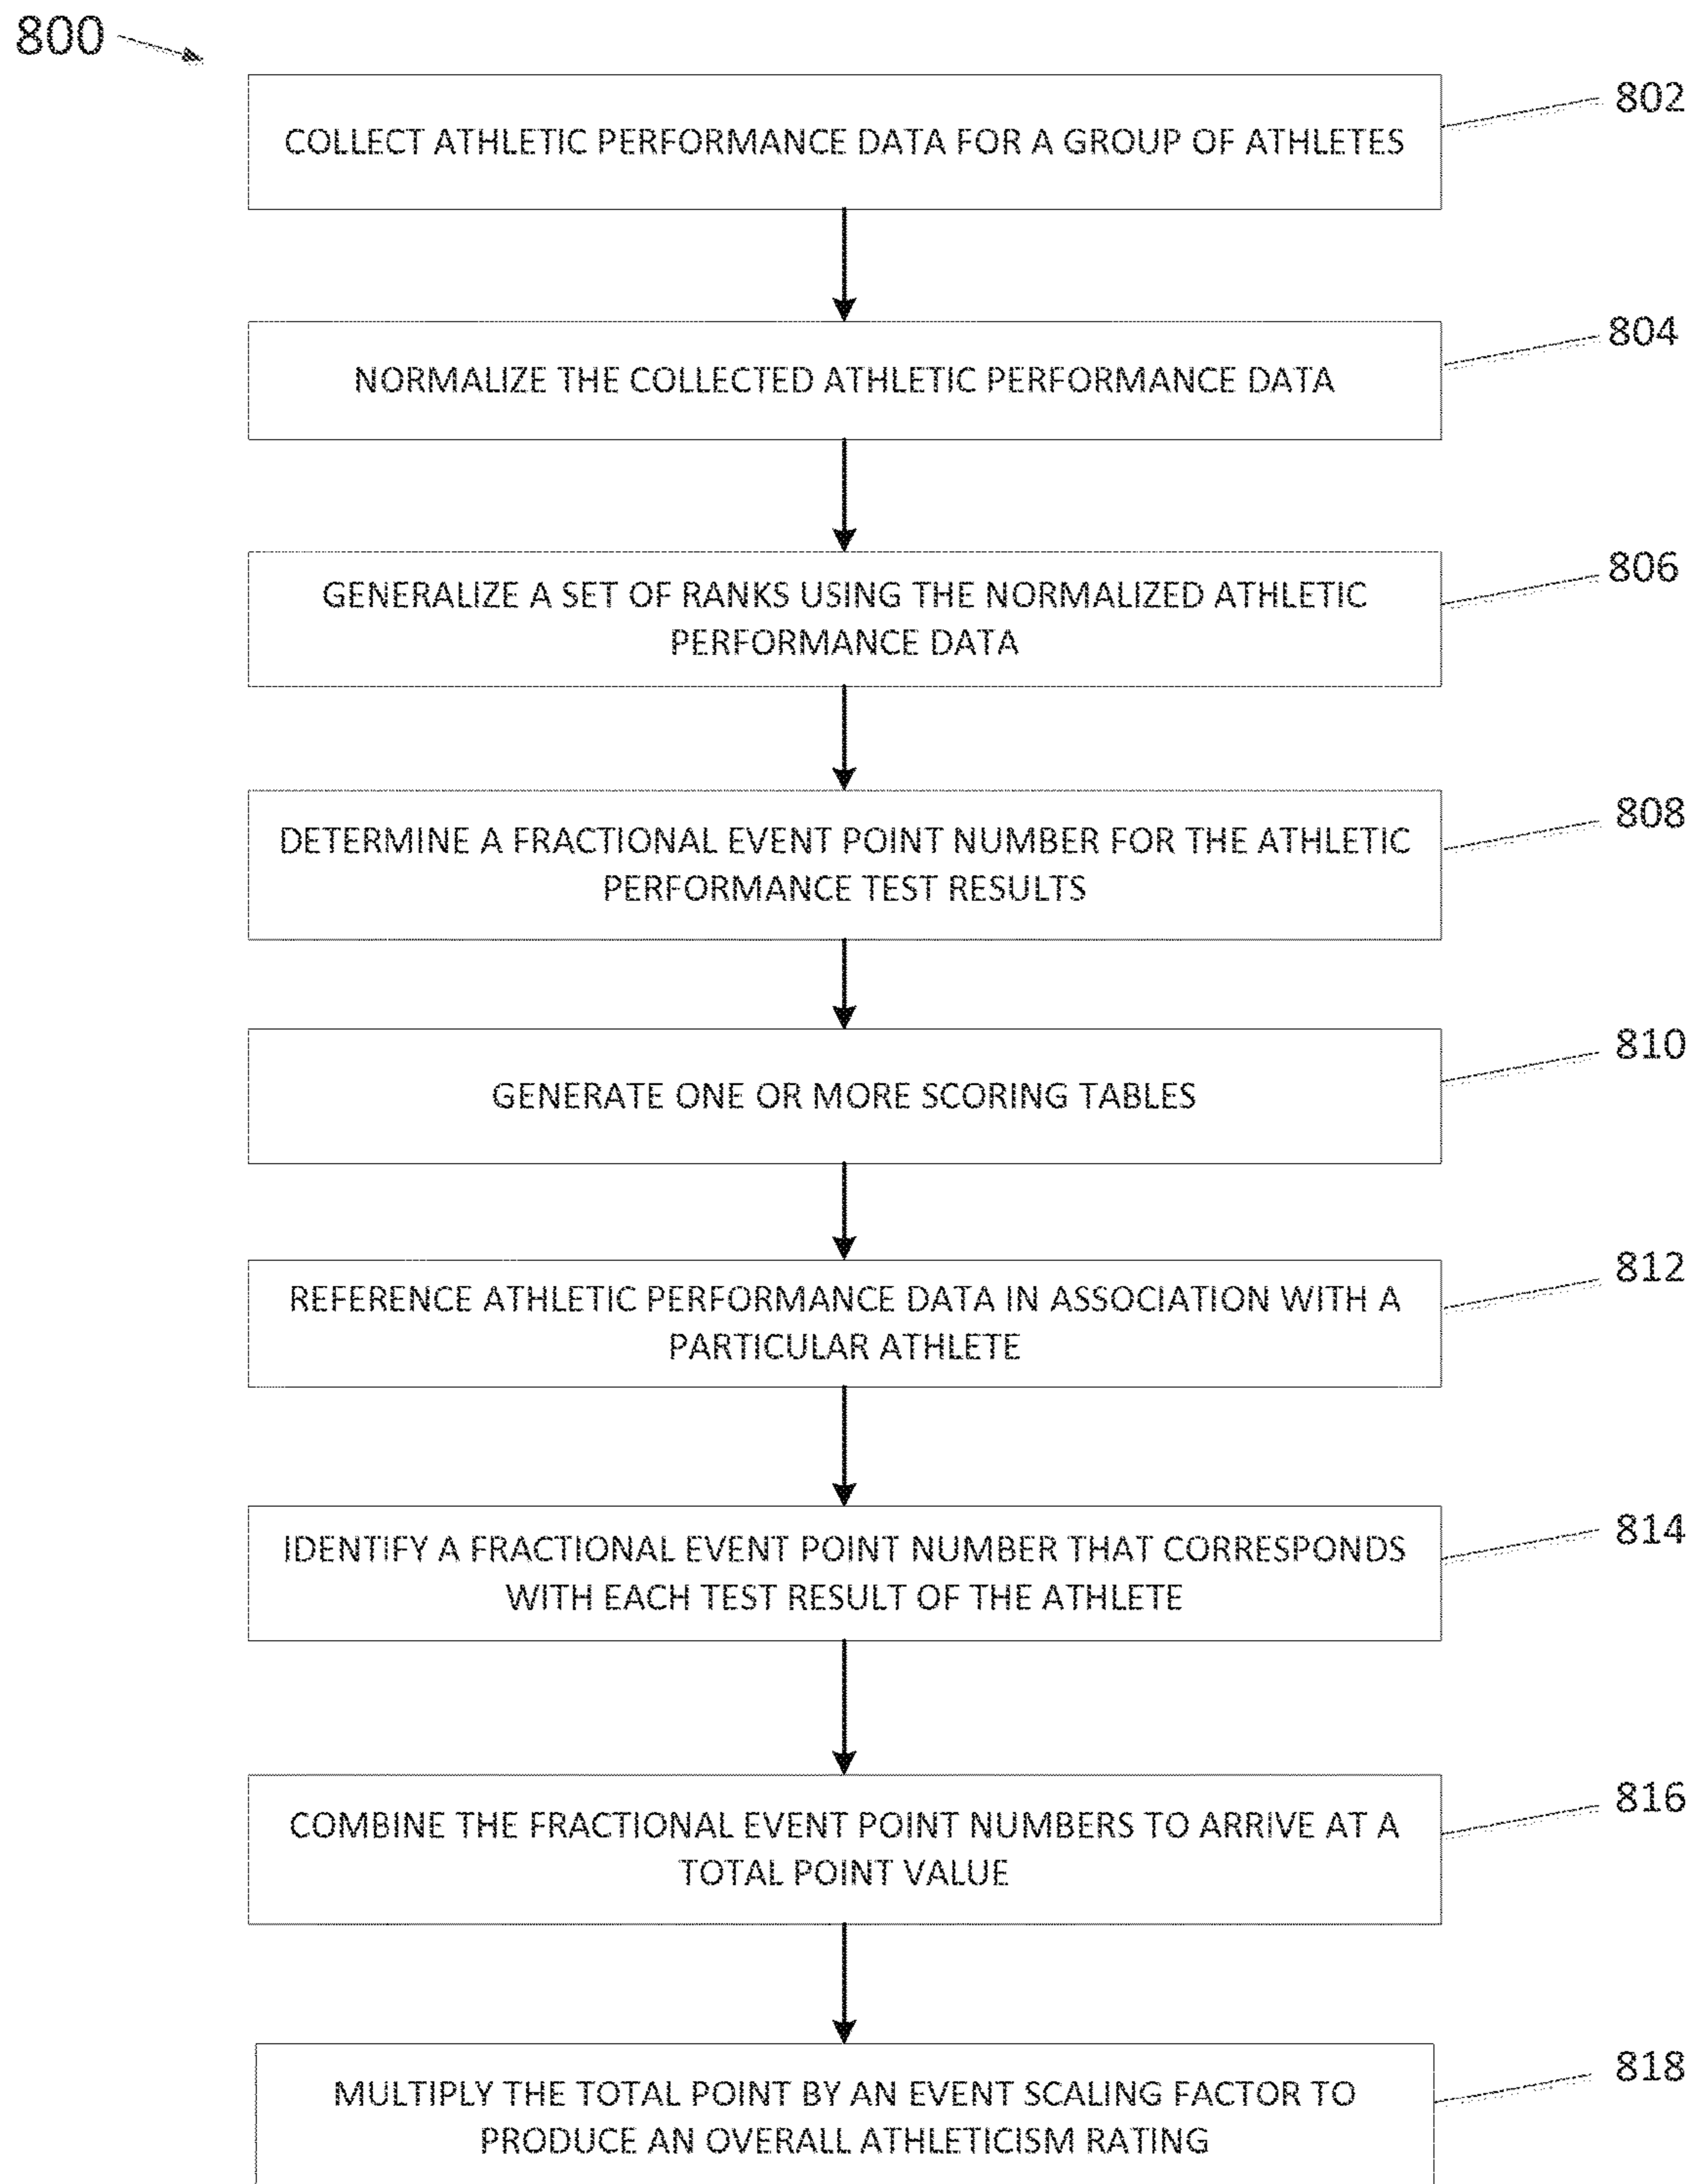 800
802
COLLECT ATHLETIC PERFORMANCE DATA FOR A GROUP OF ATHLETES
804
NORMALIZE THE COLLECTED ATHLETIC PERFORMANCE DATA
806
GENERALIZE A SET OF RANKS USING THE NORMALIZED ATHLETIC
PERFORMANCE DATA
808
DETERMINE A FRACTIONAL EVENT POINT NUMBER FOR THE ATHLETIC
PERFORMANCE TEST RESULTS
810
GENERATE ONE OR MORE SCORING TABLES
812
REFERENCE ATHLETIC PERFORMANCE DATA IN ASSOCIATION WITH A
PARTICULAR ATHLETE
814
IDENTIFY A FRACTIONAL EVENT POINT NUMBER THAT CORRESPONDS
WITH EACH TEST RESULT OF THE ATHLETE
816
COMBINE THE FRACTIONAL EVENT POINT NUMBERS TO ARRIVE AT A
TOTAL POINT VALUE
818
MULTIPLY THE TOTAL POINT BY AN EVENT SCALING FACTOR TO
PRODUCE AN OVERALL ATHLETICISM RATING